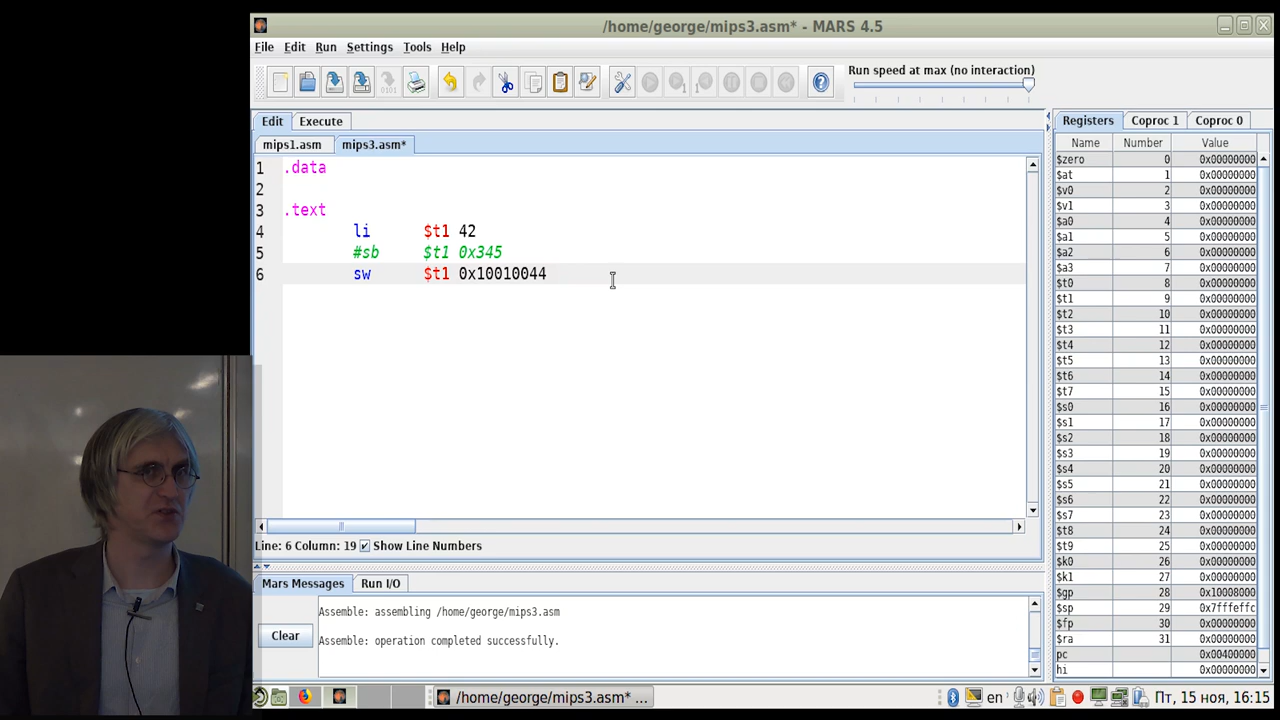 /home/george/mips3.asm* - MARS 4.5
File Edit Run Settings Tools Help
Run speed at max (no interaction)
Edit Execute
mips1.asm mips3.asm*
1 .data
2
3 .text
4 li $t1 42
5 #sb $t1 0x345
6 sw $t1 0x10010044
Line: 6 Column: 19 Show Line Numbers
Mars Messages Run I/O
Assemble: assembling /home/george/mips3.asm
Clear
Assemble: operation completed successfully.
Registers Coproc 1 Coproc 0
Name Number Value
$zero 0 0x00000000
$at 1 0x00000000
$v0 2 0x00000000
$v1 3 0x00000000
$a0 4 0x00000000
$a1 5 0x00000000
$a2 6 0x00000000
$a3 7 0x00000000
$t0 8 0x00000000
$t1 9 0x00000000
$t2 10 0x00000000
$t3 11 0x00000000
$t4 12 0x00000000
$t5 13 0x00000000
$t6 14 0x00000000
$t7 15 0x00000000
$s0 16 0x00000000
$s1 17 0x00000000
$s2 18 0x00000000
$s3 19 0x00000000
$s4 20 0x00000000
$s5 21 0x00000000
$s6 22 0x00000000
$s7 23 0x00000000
$t8 24 0x00000000
$t9 25 0x00000000
$k0 26 0x00000000
$k1 27 0x00000000
$gp 28 0x10008000
$sp 29 0x7fffeffc
$fp 30 0x00000000
$ra 31 0x00000000
pc 0x00400000
hi 0x00000000
/home/george/mips3.asm* ...
en
Пт, 15 ноя, 16:15